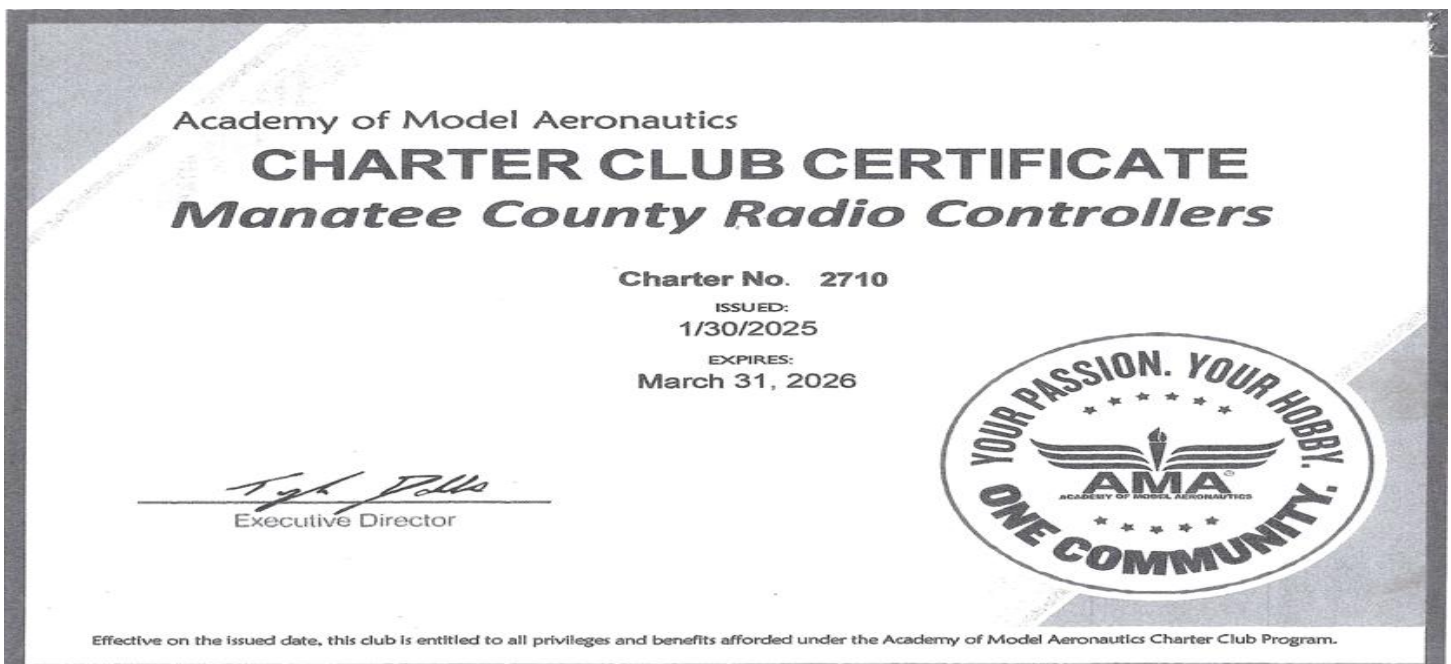 Academy of Model Aeronautics
CHARTER CLUB CERTIFICATE
Manatee County Radio Controllers
Charter No. 2710
ISSUED:
1/30/2025
EXPIRES:
March 31, 2026
YOUR PASSION. YOUR HOBBY.
AMA
ACADEMY OF MODEL AERONAUTICS
ONE COMMUNITY.
Executive Director
Effective on the issued date, this club is entitled to all privileges and benefits afforded under the Academy of Model Aeronautics Charter Club Program.